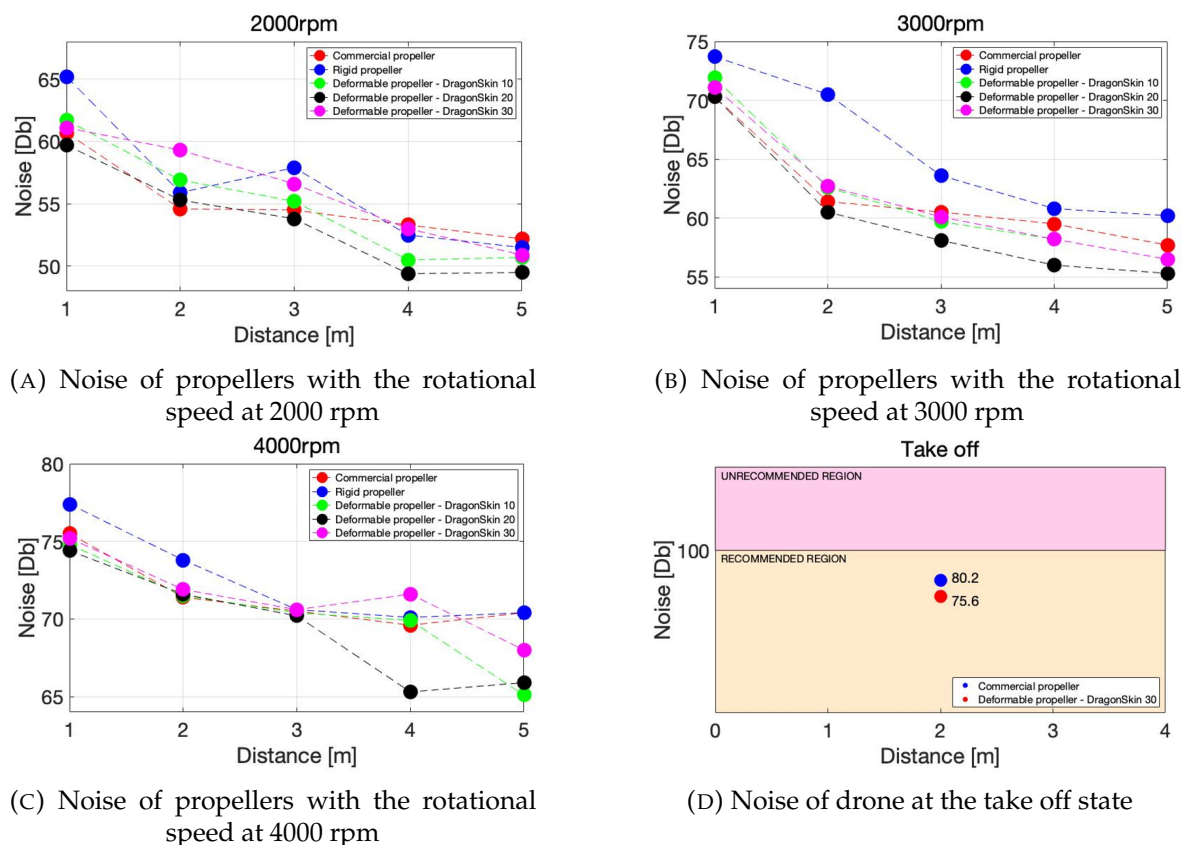 2000rpm
Noise [Db]
65
60
55
50
Commercial propeller
Rigid propeller
Deformable propeller - DragonSkin 10
Deformable propeller - DragonSkin 20
Deformable propeller - DragonSkin 30
1 2 3 4 5
Distance [m]
(A) Noise of propellers with the rotational
speed at 2000 rpm
3000rpm
Noise [Db]
75
70
65
60
55
Commercial propeller
Rigid propeller
Deformable propeller - DragonSkin 10
Deformable propeller - DragonSkin 20
Deformable propeller - DragonSkin 30
1 2 3 4 5
Distance [m]
(B) Noise of propellers with the rotational
speed at 3000 rpm
4000rpm
Noise [Db]
80
75
70
65
Commercial propeller
Rigid propeller
Deformable propeller - DragonSkin 10
Deformable propeller - DragonSkin 20
Deformable propeller - DragonSkin 30
1 2 3 4 5
Distance [m]
(C) Noise of propellers with the rotational
speed at 4000 rpm
Take off
UNRECOMMENDED REGION
Noise [Db]
100
RECOMMENDED REGION
80.2
75.6
Commercial propeller
Deformable propeller - DragonSkin 30
0 1 2 3 4
Distance [m]
(D) Noise of drone at the take off state